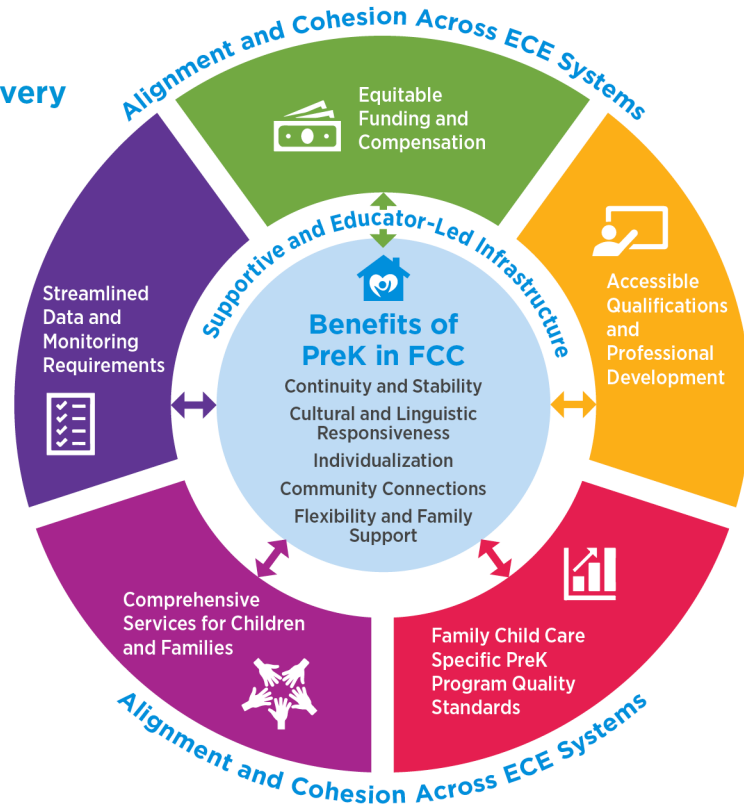 Alignment and Cohesion Across ECE Systems
very
Equitable
Funding and
Compensation
Supportive and Educator-Led Infrastructure
Streamlined
Data and
Monitoring
Requirements
Accessible
Qualifications
and
Professional
Development
Benefits of
PreK in FCC
Continuity and Stability
Cultural and Linguistic
Responsiveness
Individualization
Community Connections
Flexibility and Family
Support
Comprehensive
Services for Children
and Families
Family Child Care
Specific PreK
Program Quality
Standards
Alignment and Cohesion Across ECE Systems